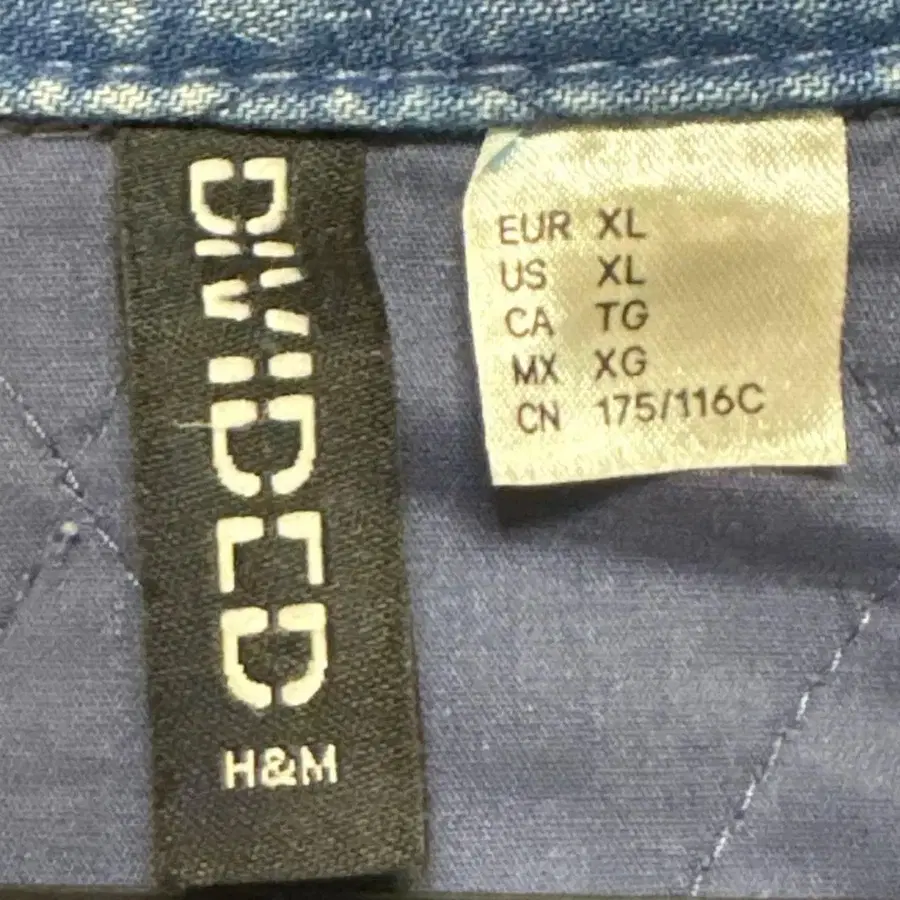 DIVIDED
H&M
EUR XL
US XL
CA TG
MX XG
CN 175/116C